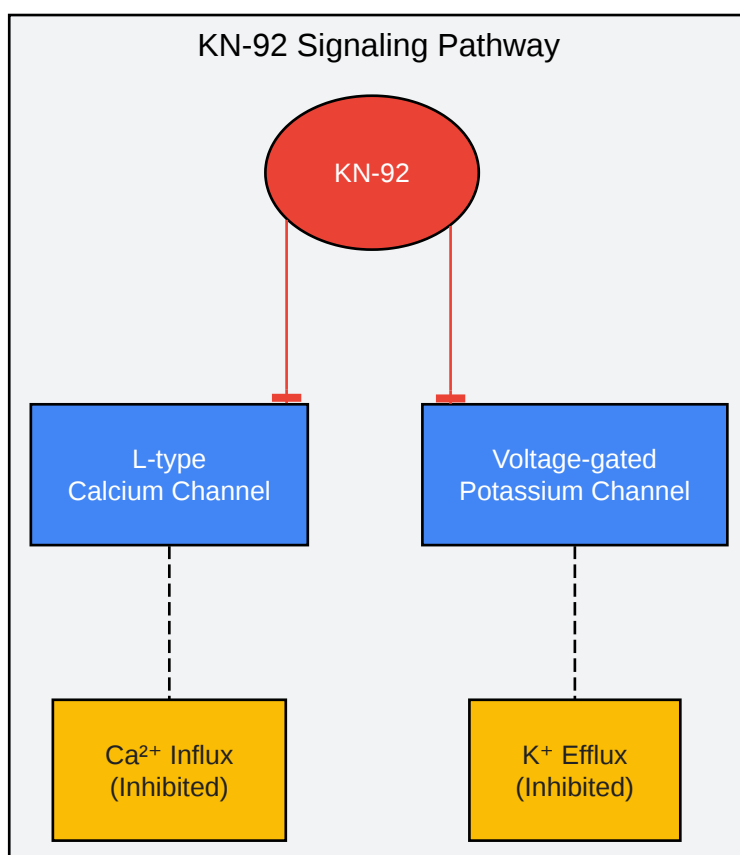 KN-92 Signaling Pathway
KN-92
L-type
Calcium Channel
Voltage-gated
Potassium Channel
Ca²⁺ Influx
(Inhibited)
K⁺ Efflux
(Inhibited)